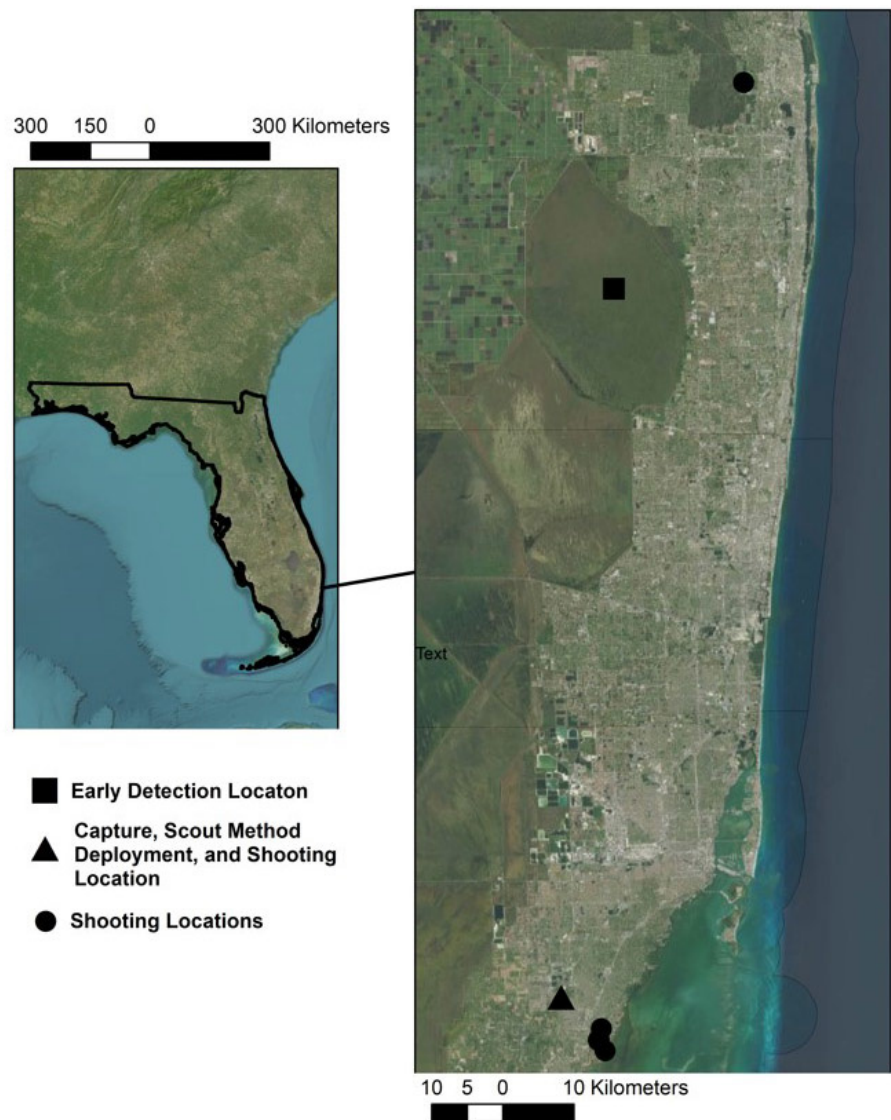 300 150 0 300 Kilometers
Text
Early Detection Locaton
Capture, Scout Method
Deployment, and Shooting
Location
Shooting Locations
10 5 0 10 Kilometers